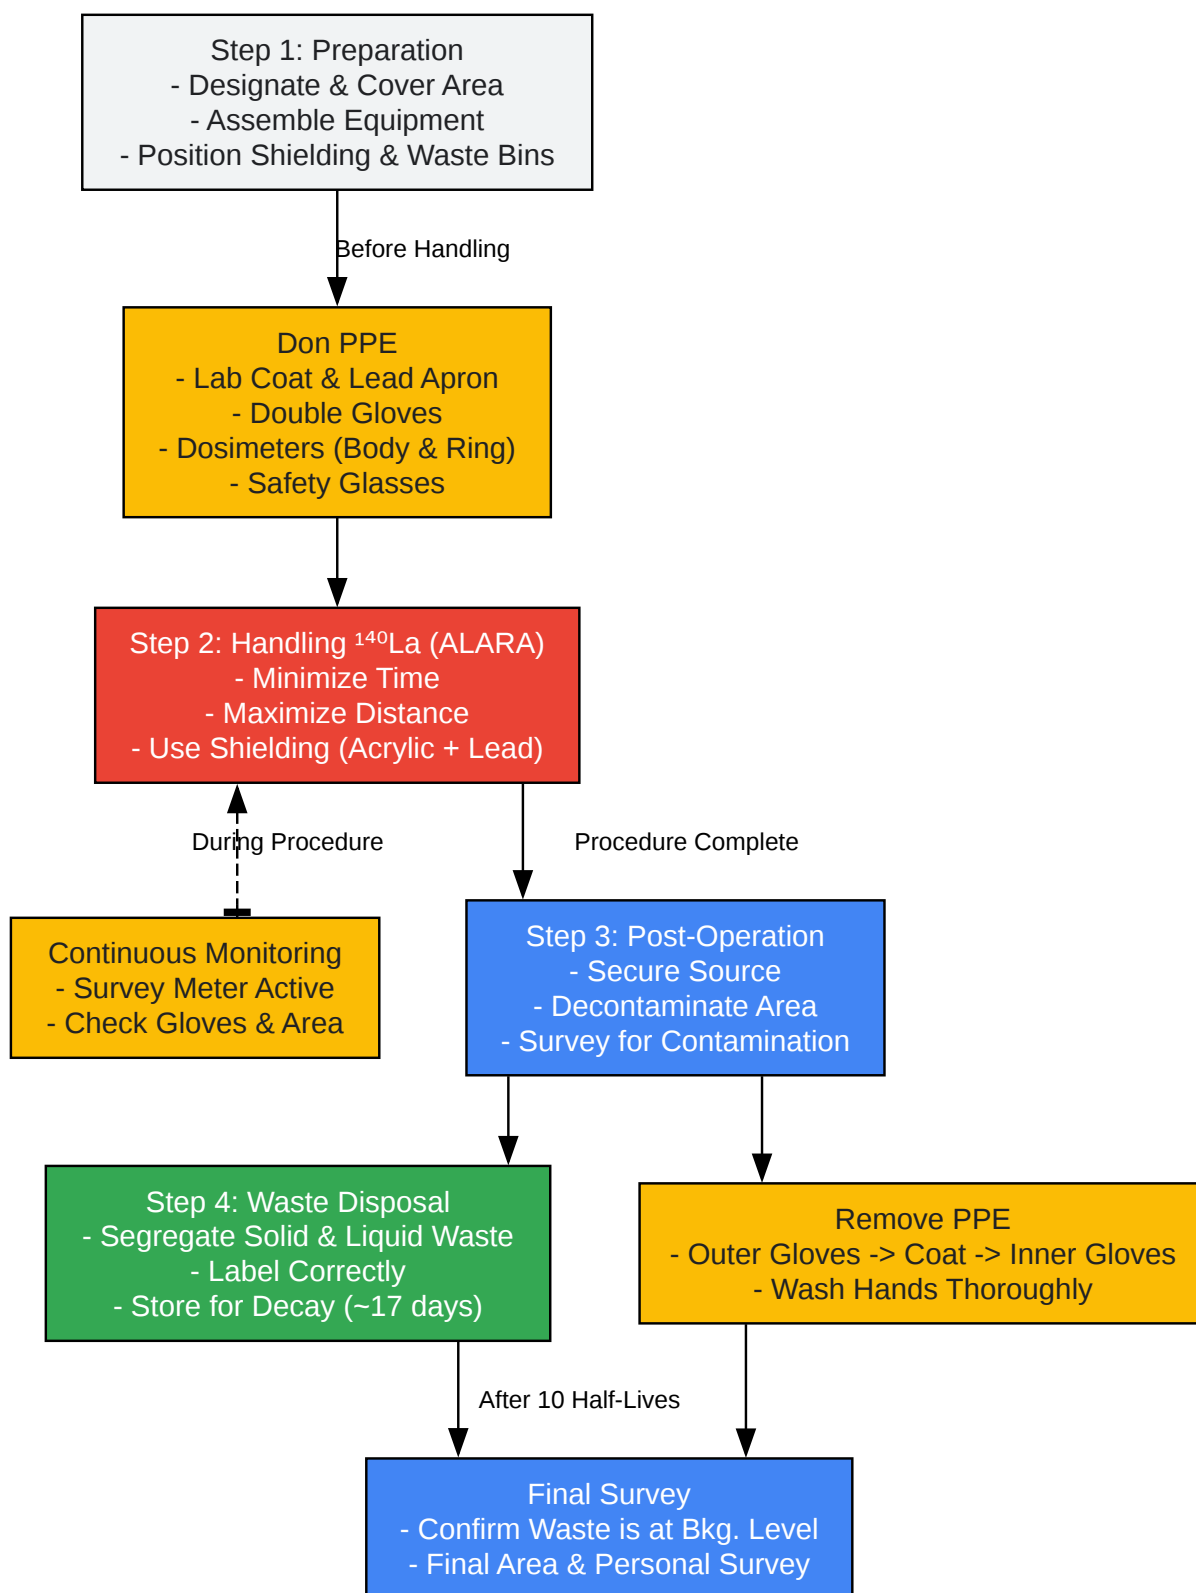 Step 1: Preparation
- Designate & Cover Area
- Assemble Equipment
- Position Shielding & Waste Bins
Before Handling
Don PPE
- Lab Coat & Lead Apron
- Double Gloves
- Dosimeters (Body & Ring)
- Safety Glasses
Step 2: Handling ¹⁴⁰La (ALARA)
- Minimize Time
- Maximize Distance
- Use Shielding (Acrylic + Lead)
During Procedure
Procedure Complete
Continuous Monitoring
- Survey Meter Active
- Check Gloves & Area
Step 3: Post-Operation
- Secure Source
- Decontaminate Area
- Survey for Contamination
Step 4: Waste Disposal
- Segregate Solid & Liquid Waste
- Label Correctly
- Store for Decay (~17 days)
Remove PPE
- Outer Gloves -> Coat -> Inner Gloves
- Wash Hands Thoroughly
After 10 Half-Lives
Final Survey
- Confirm Waste is at Bkg. Level
- Final Area & Personal Survey